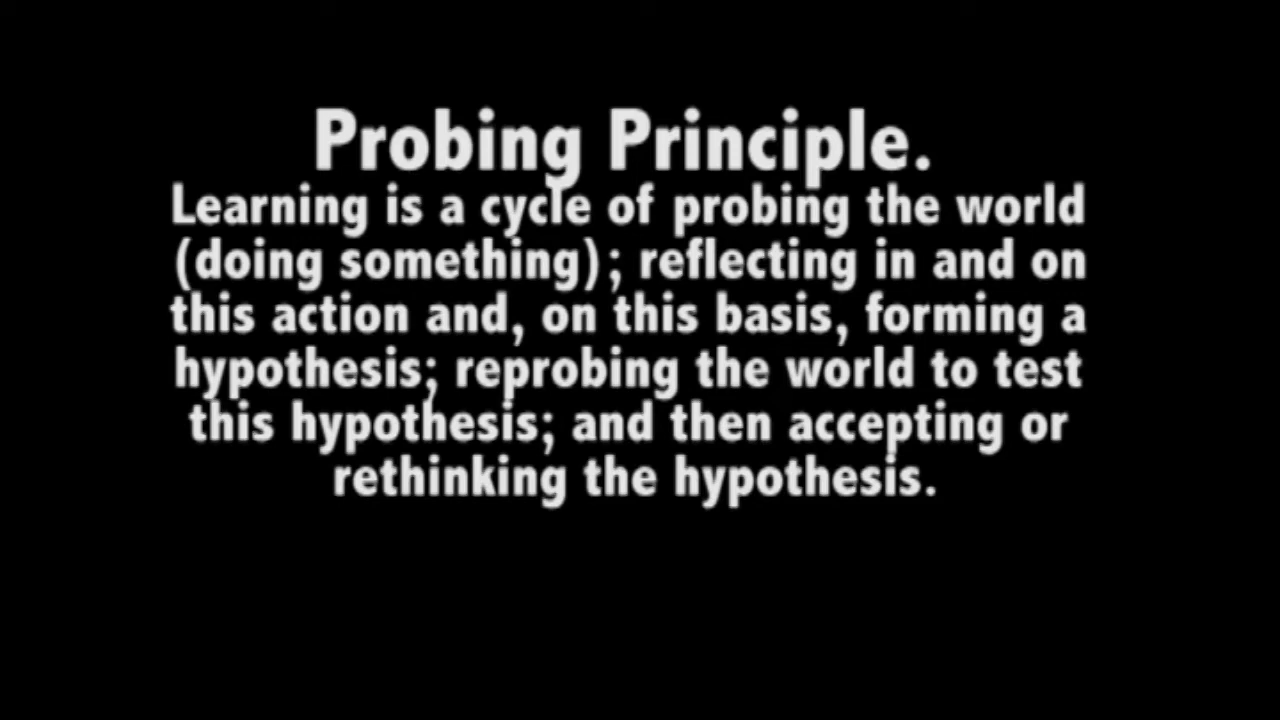 Probing Principle.
Learning is a cycle of probing the world
(doing something); reflecting in and on
this action and, on this basis, forming a
hypothesis; reprobing the world to test
this hypothesis; and then accepting or
rethinking the hypothesis.